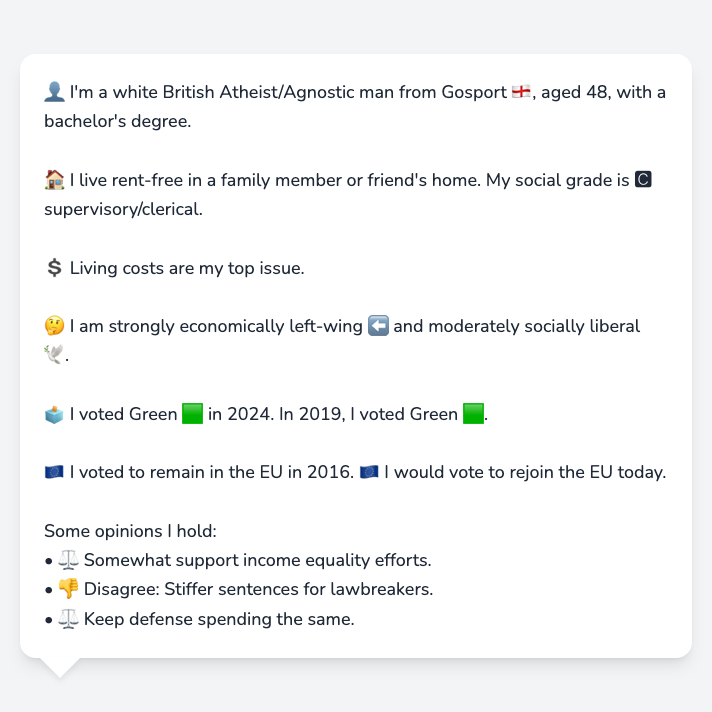 👤 I'm a white British Atheist/Agnostic man from Gosport 🏴󠁧󠁢󠁥󠁮󠁧󠁿, aged 48, with a
bachelor's degree.
🏠 I live rent-free in a family member or friend's home. My social grade is 🅲
supervisory/clerical.
💲 Living costs are my top issue.
🤔 I am strongly economically left-wing ⬅️ and moderately socially liberal
🕊️.
🗳️ I voted Green 🟩 in 2024. In 2019, I voted Green 🟩.
🇪🇺 I voted to remain in the EU in 2016. 🇪🇺 I would vote to rejoin the EU today.
Some opinions I hold:
• ⚖️ Somewhat support income equality efforts.
• 👎 Disagree: Stiffer sentences for lawbreakers.
• ⚖️ Keep defense spending the same.